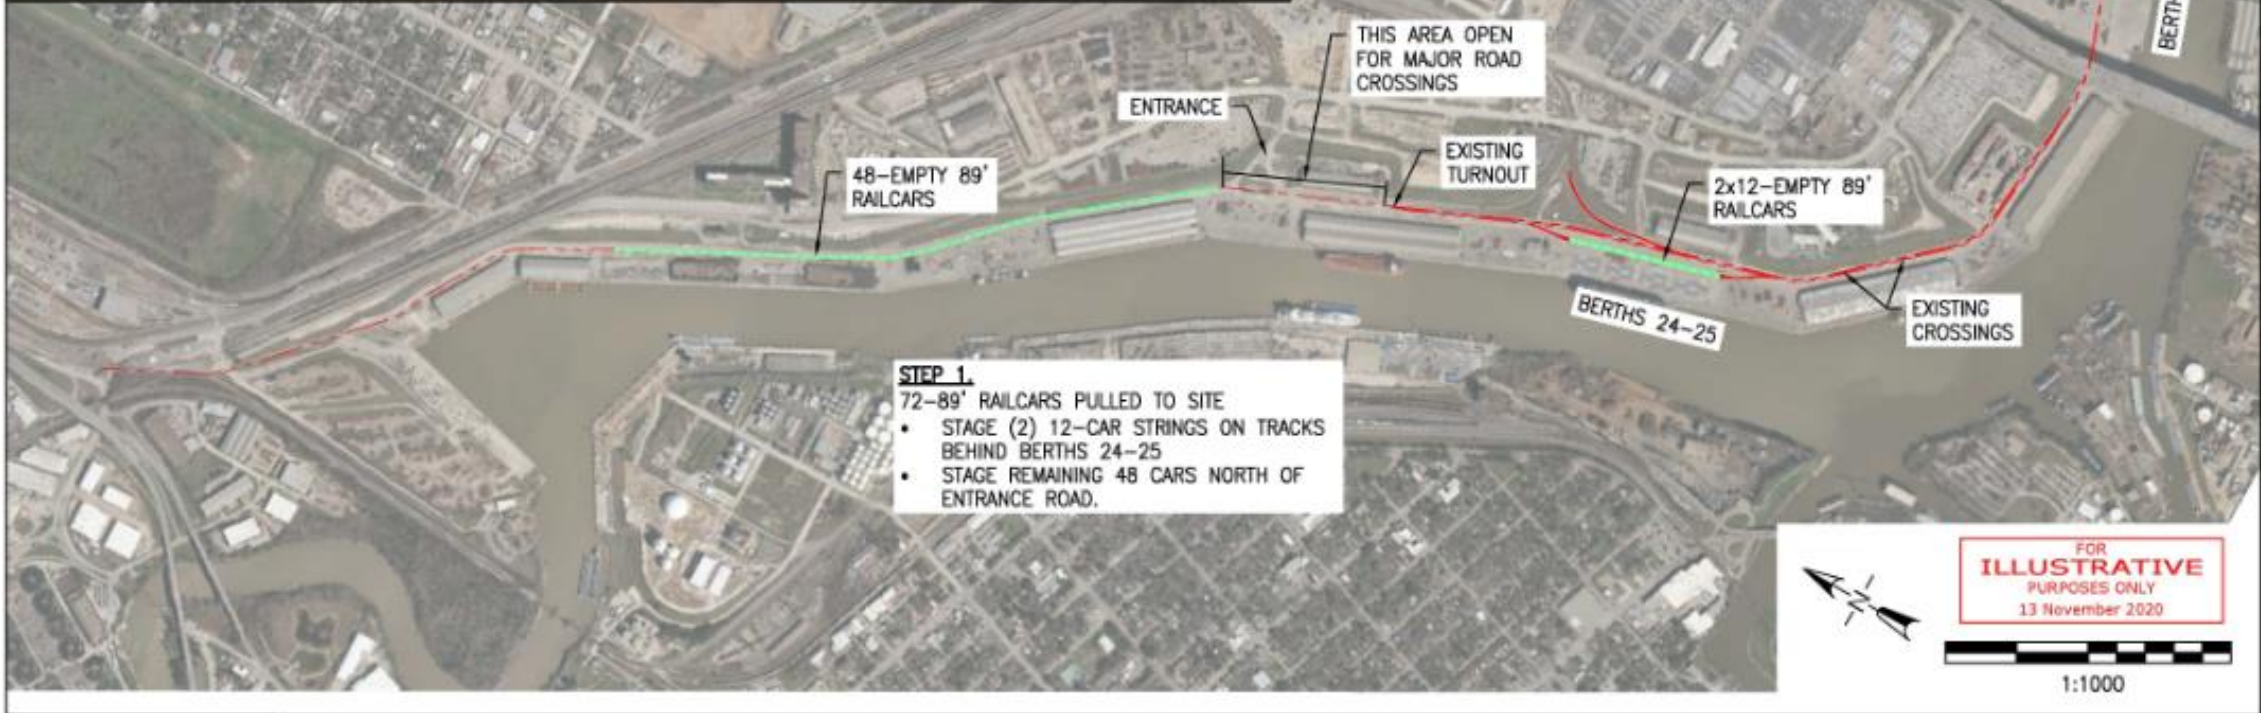 THIS AREA OPEN
FOR MAJOR ROAD
CROSSINGS
BERTH
ENTRANCE
EXISTING
TURNOUT
48-EMPTY 89'
RAILCARS
2x12-EMPTY 89'
RAILCARS
BERTHS 24-25
EXISTING
CROSSINGS
STEP 1.
72-89' RAILCARS PULLED TO SITE
• STAGE (2) 12-CAR STRINGS ON TRACKS
BEHIND BERTHS 24-25
• STAGE REMAINING 48 CARS NORTH OF
ENTRANCE ROAD.
N
FOR
ILLUSTRATIVE
PURPOSES ONLY
13 November 2020
1:1000